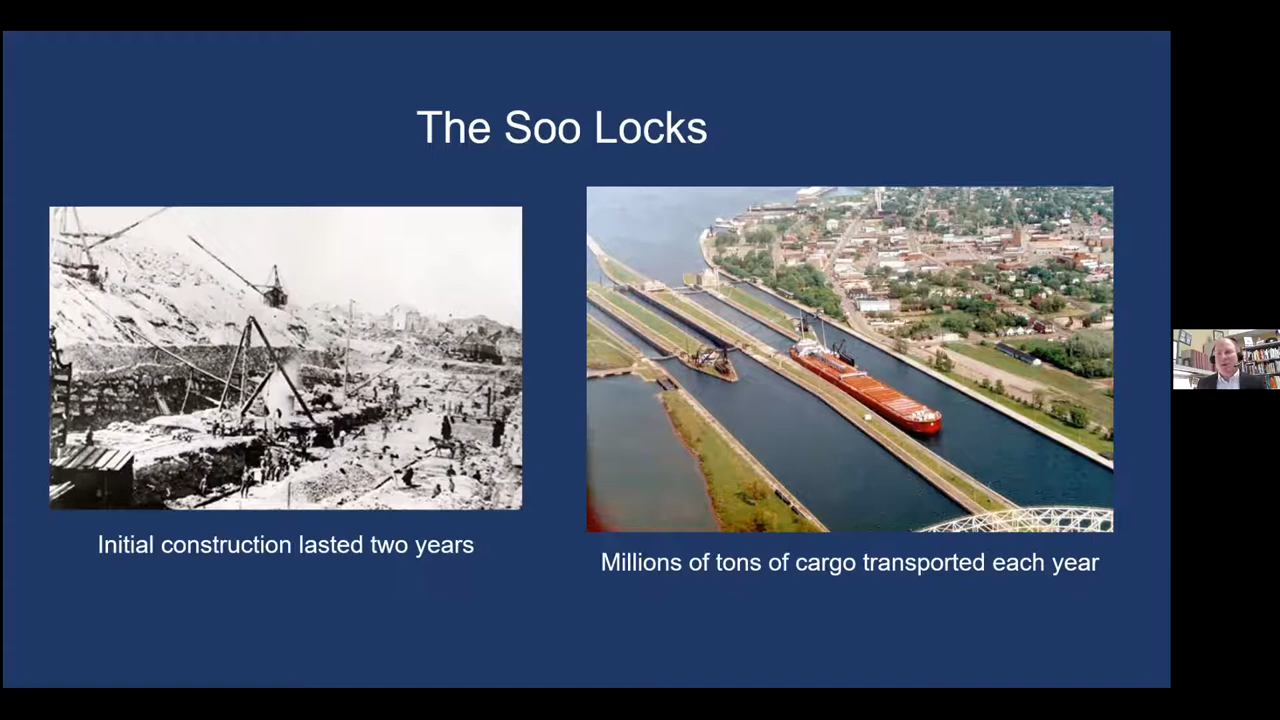 The Soo Locks
Initial construction lasted two years
Millions of tons of cargo transported each year